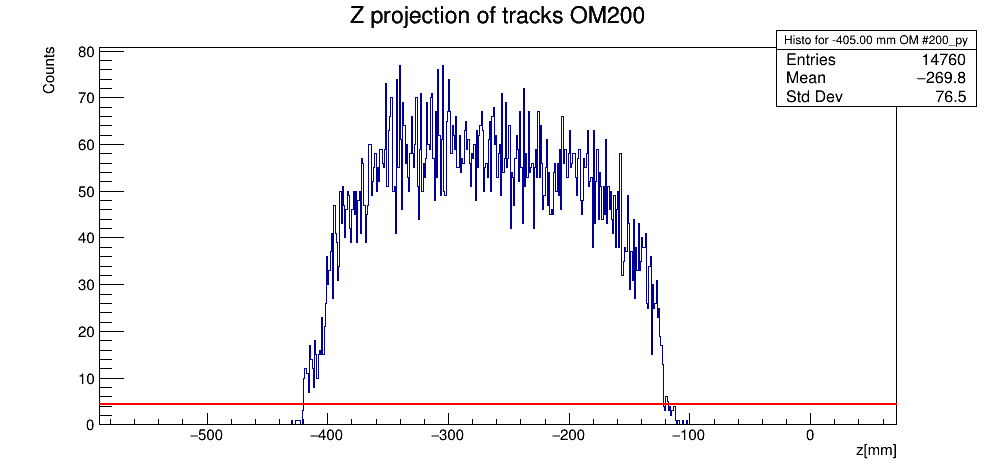 Z projection of tracks OM200
Histo for -405.00 mm OM #200_py
Entries 14760
Mean −269.8
Std Dev 76.5
Counts
80
70
60
50
40
30
20
10
0
−500 −400 −300 −200 −100 0
z[mm]